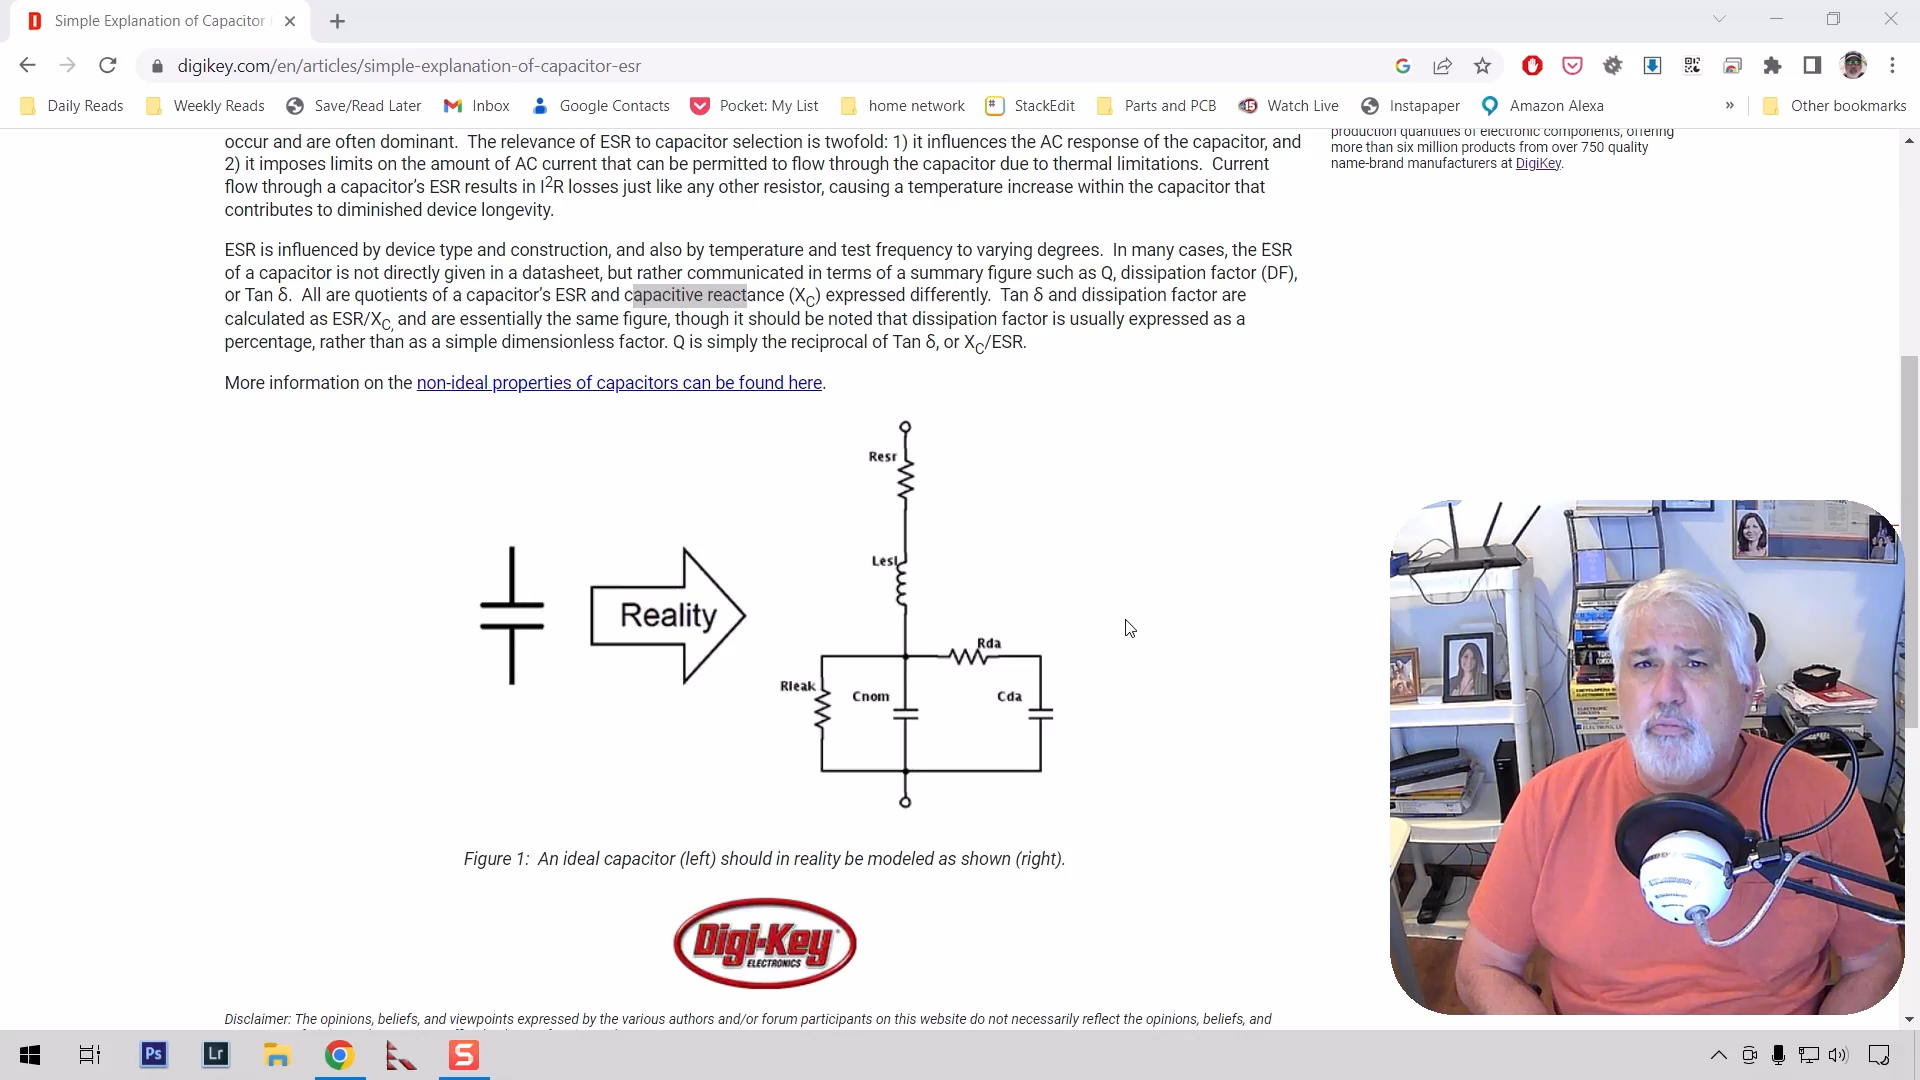 Simple Explanation of Capacitor
digikey.com/en/articles/simple-explanation-of-capacitor-esr
Daily Reads
Weekly Reads
Save/Read Later
Inbox
Google Contacts
Pocket: My List
home network
StackEdit
Parts and PCB
Watch Live
Instapaper
Amazon Alexa
»
Other bookmarks
occur and are often dominant. The relevance of ESR to capacitor selection is twofold: 1) it influences the AC response of the capacitor, and
2) it imposes limits on the amount of AC current that can be permitted to flow through the capacitor due to thermal limitations. Current
flow through a capacitor’s ESR results in I2R losses just like any other resistor, causing a temperature increase within the capacitor that
contributes to diminished device longevity.
production quantities of electronic components, offering
more than six million products from over 750 quality
name-brand manufacturers at DigiKey.
ESR is influenced by device type and construction, and also by temperature and test frequency to varying degrees. In many cases, the ESR
of a capacitor is not directly given in a datasheet, but rather communicated in terms of a summary figure such as Q, dissipation factor (DF),
or Tan δ. All are quotients of a capacitor’s ESR and capacitive reactance (XC) expressed differently. Tan δ and dissipation factor are
calculated as ESR/XC, and are essentially the same figure, though it should be noted that dissipation factor is usually expressed as a
percentage, rather than as a simple dimensionless factor. Q is simply the reciprocal of Tan δ, or XC/ESR.
More information on the non-ideal properties of capacitors can be found here.
Resr
Lesl
Reality
Rda
Rleak
Cnom
Cda
Figure 1: An ideal capacitor (left) should in reality be modeled as shown (right).
Digi-Key
ELECTRONICS
Disclaimer: The opinions, beliefs, and viewpoints expressed by the various authors and/or forum participants on this website do not necessarily reflect the opinions, beliefs, and
Ps
Lr
S